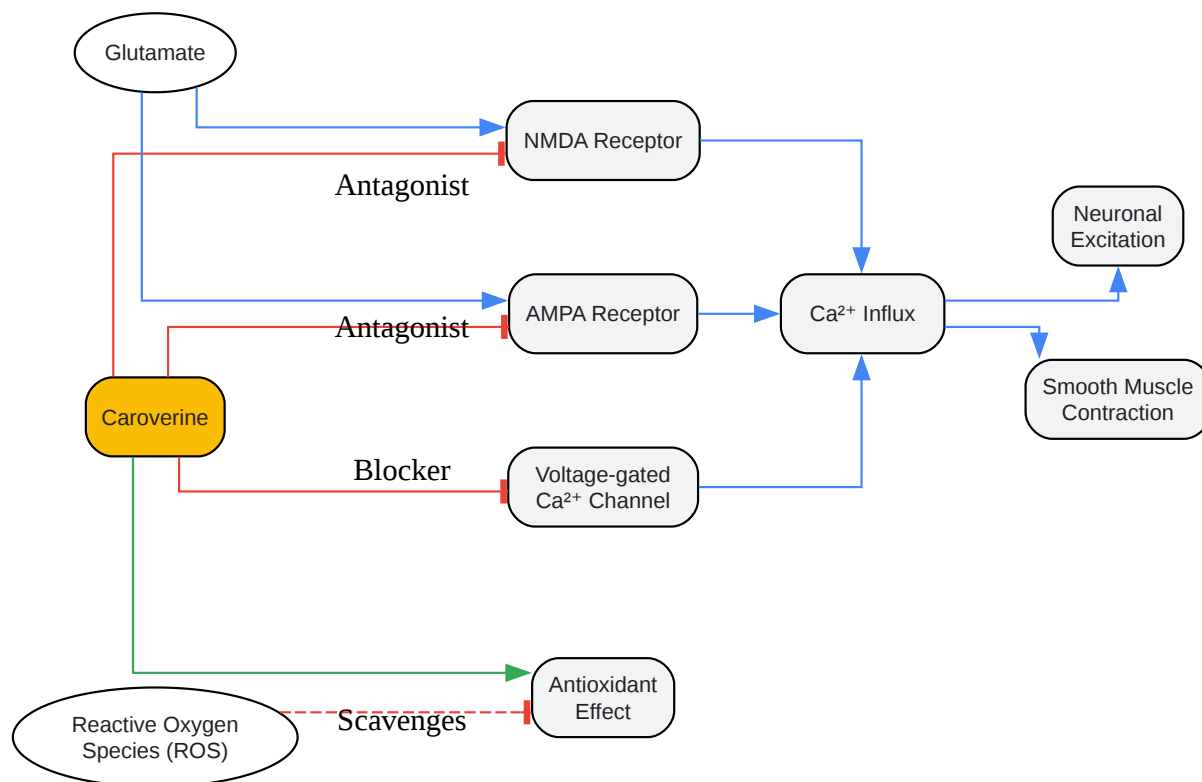 Glutamate
NMDA Receptor
Antagonist
Neuronal
Excitation
AMPA Receptor
Ca²⁺ Influx
Antagonist
Smooth Muscle
Contraction
Caroverine
Blocker
Voltage-gated
Ca²⁺ Channel
Antioxidant
Effect
Scavenges
Reactive Oxygen
Species (ROS)